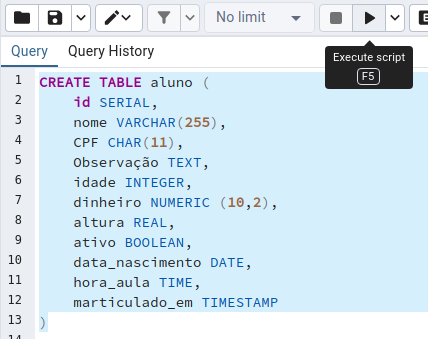 No limit
Query Query History
Execute script
F5
1 CREATE TABLE aluno (
2 id SERIAL,
3 nome VARCHAR(255),
4 CPF CHAR(11),
5 Observação TEXT,
6 idade INTEGER,
7 dinheiro NUMERIC (10,2),
8 altura REAL,
9 ativo BOOLEAN,
10 data_nascimento DATE,
11 hora_aula TIME,
12 marticulado_em TIMESTAMP
13 )